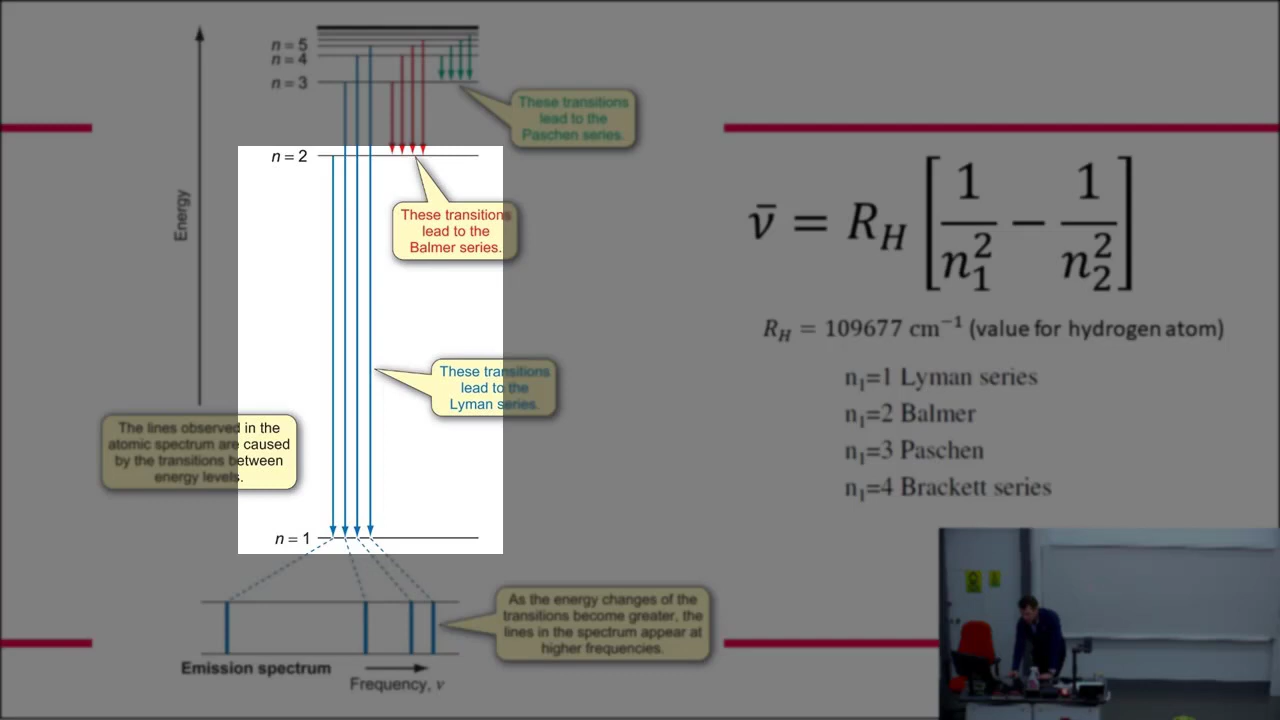 n = 5
n = 4
n = 3
These transitions
lead to the
Paschen series.
n = 2
Energy
These transitions
lead to the
Balmer series.
These transitions
lead to the
Lyman series.
The lines observed in the
atomic spectrum are caused
by the transitions between
energy levels.
n = 1
As the energy changes of the
transitions become greater, the
lines in the spectrum appear at
higher frequencies.
Emission spectrum
Frequency, ν
ν̄ = R_H [1/n₁² − 1/n₂²]
R_H = 109677 cm⁻¹ (value for hydrogen atom)
n₁=1 Lyman series
n₁=2 Balmer
n₁=3 Paschen
n₁=4 Brackett series